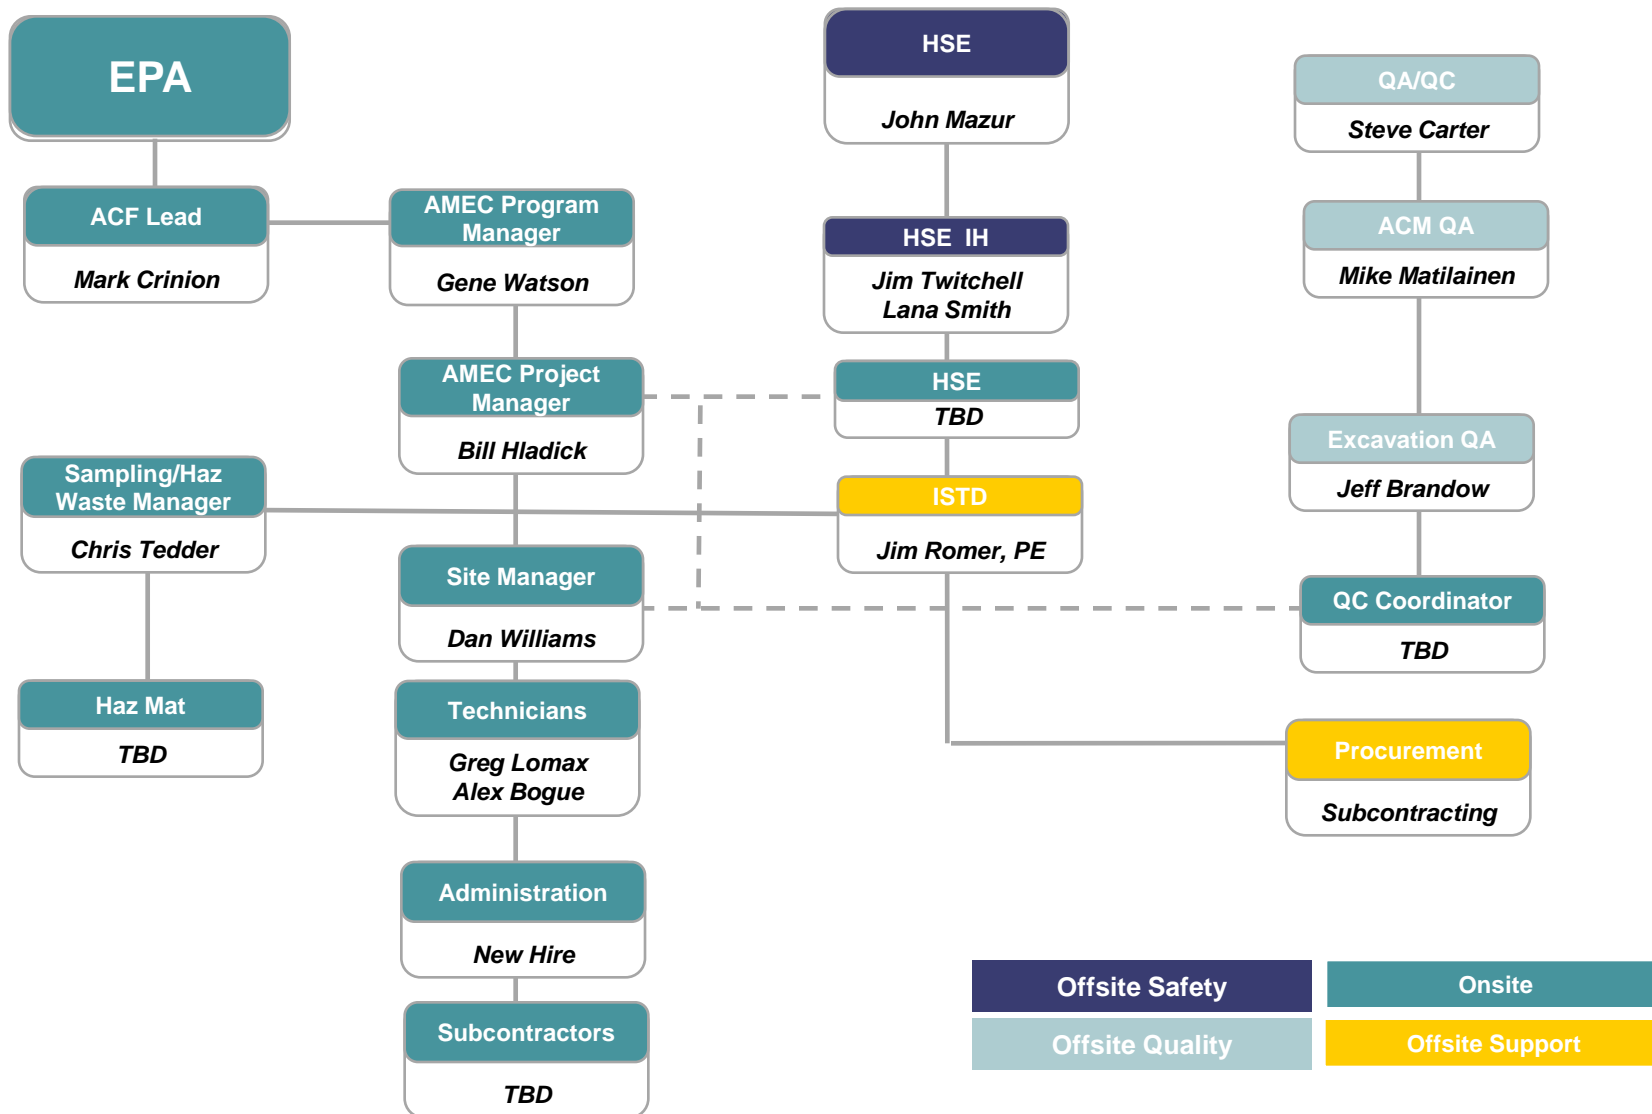 EPA
ACF Lead
Mark Crinion
AMEC Program
Manager
Gene Watson
AMEC Project
Manager
Bill Hladick
Sampling/Haz
Waste Manager
Chris Tedder
Haz Mat
TBD
Site Manager
Dan Williams
Technicians
Greg Lomax
Alex Bogue
Administration
New Hire
Subcontractors
TBD
HSE
John Mazur
HSE IH
Jim Twitchell
Lana Smith
HSE
TBD
ISTD
Jim Romer, PE
QA/QC
Steve Carter
ACM QA
Mike Matilainen
Excavation QA
Jeff Brandow
QC Coordinator
TBD
Procurement
Subcontracting
Offsite Safety
Onsite
Offsite Quality
Offsite Support